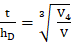 t/h_D = ∛(V_4/V)